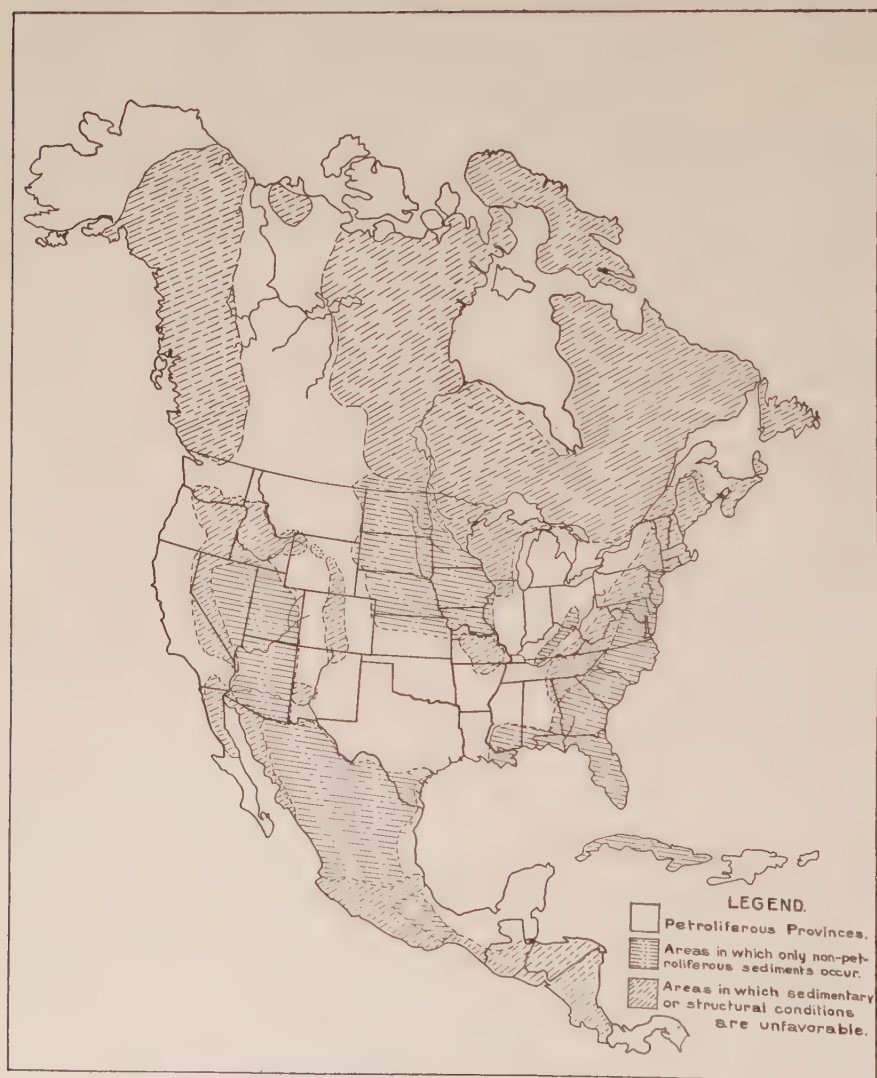 LEGEND.
Petroliferous Provinces.
Areas in which only non-pet-
roliferous sediments occur.
Areas in which sedimentary
or structural conditions
are unfavorable.